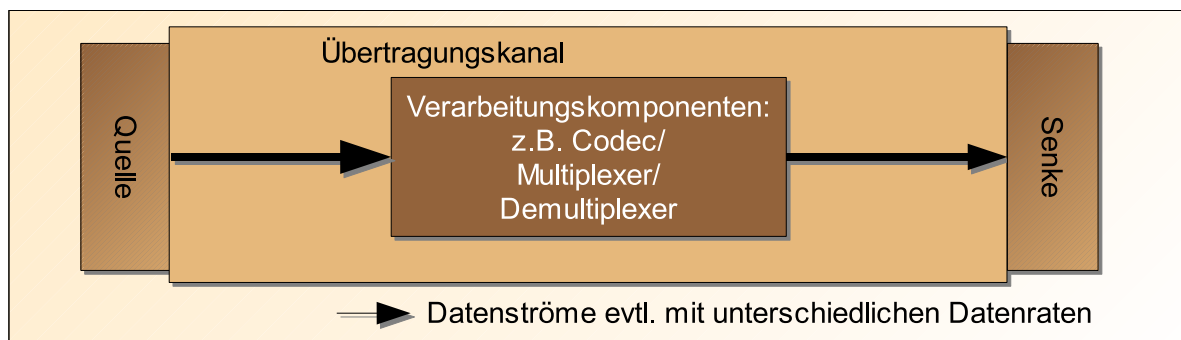 Übertragungskanal
Quelle
Verarbeitungskomponenten:
z.B. Codec/
Multiplexer/
Demultiplexer
Senke
Datenströme evtl. mit unterschiedlichen Datenraten